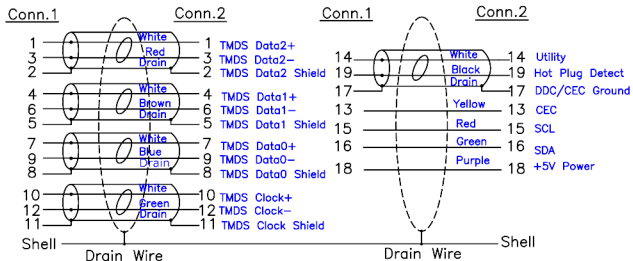 Conn.1 Conn.2 Conn.1 Conn.2
White
1 1 TMDS Data2+
Red
3 3 TMDS Data2-
Drain
2 2 TMDS Data2 Shield
White
4 4 TMDS Data1+
Brown
6 6 TMDS Data1-
Drain
5 5 TMDS Data1 Shield
White
7 7 TMDS Data0+
Blue
9 9 TMDS Data0-
Drain
8 8 TMDS Data0 Shield
White
10 10 TMDS Clock+
Green
12 12 TMDS Clock-
Drain
11 11 TMDS Clock Shield
White
14 14 Utility
Black
19 19 Hot Plug Detect
Drain
17 17 DDC/CEC Ground
Yellow
13 13 CEC
Red
15 15 SCL
Green
16 16 SDA
Purple
18 18 +5V Power
Shell Shell
Drain Wire Drain Wire